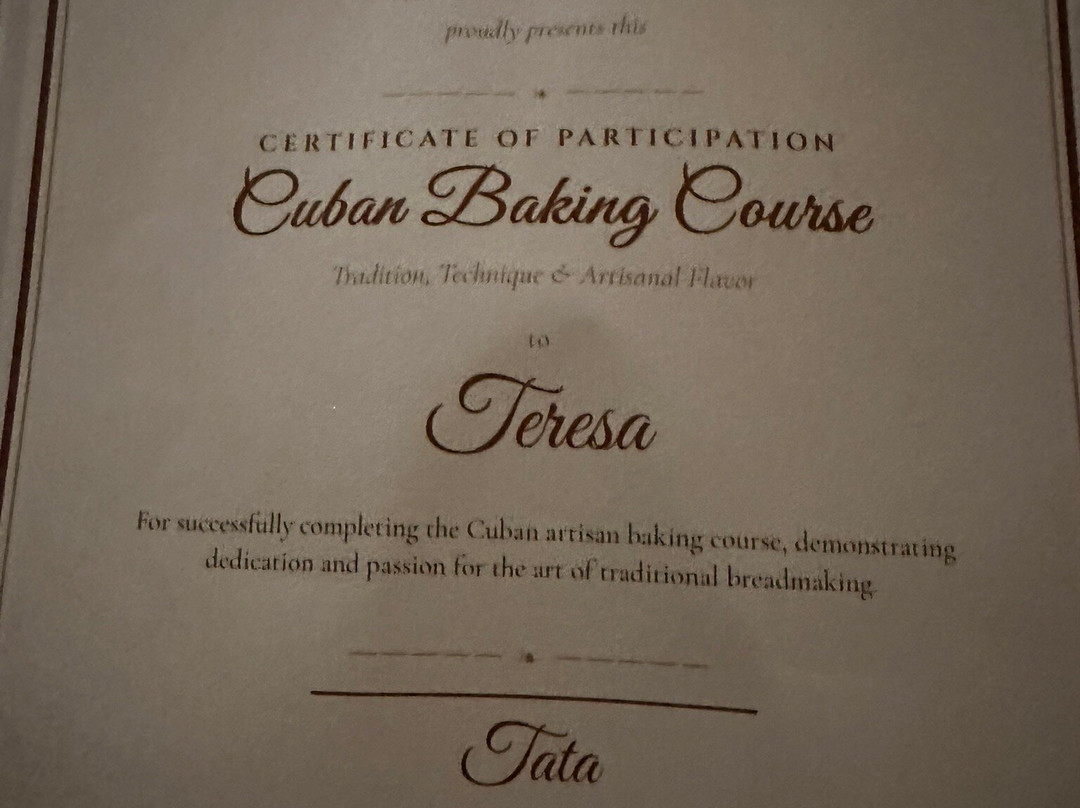 proudly presents this
CERTIFICATE OF PARTICIPATION
Cuban Baking Course
Tradition, Technique & Artisanal Flavor
to
Teresa
For successfully completing the Cuban artisan baking course, demonstrating
dedication and passion for the art of traditional breadmaking.
Tata